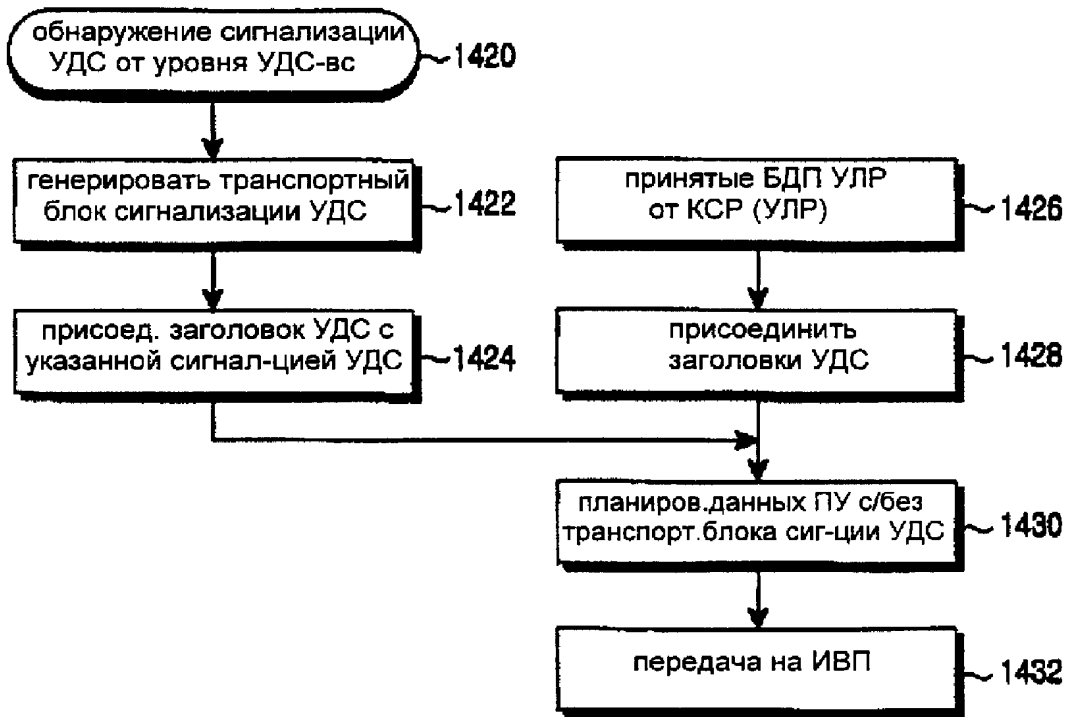 обнаружение сигнализации
УДС от уровня УДС-вс
1420
генерировать транспортный
блок сигнализации УДС
1422
присоед. заголовок УДС с
указанной сигнал-цией УДС
1424
принятые БДП УЛР
от КСР (УЛР)
1426
присоединить
заголовки УДС
1428
планиров.данных ПУ с/без
транспорт.блока сиг-ции УДС
1430
передача на ИВП
1432